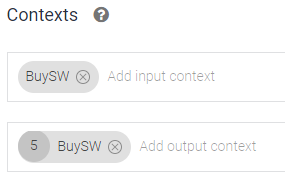 Contexts ?
BuySW Add input context
5 BuySW Add output context